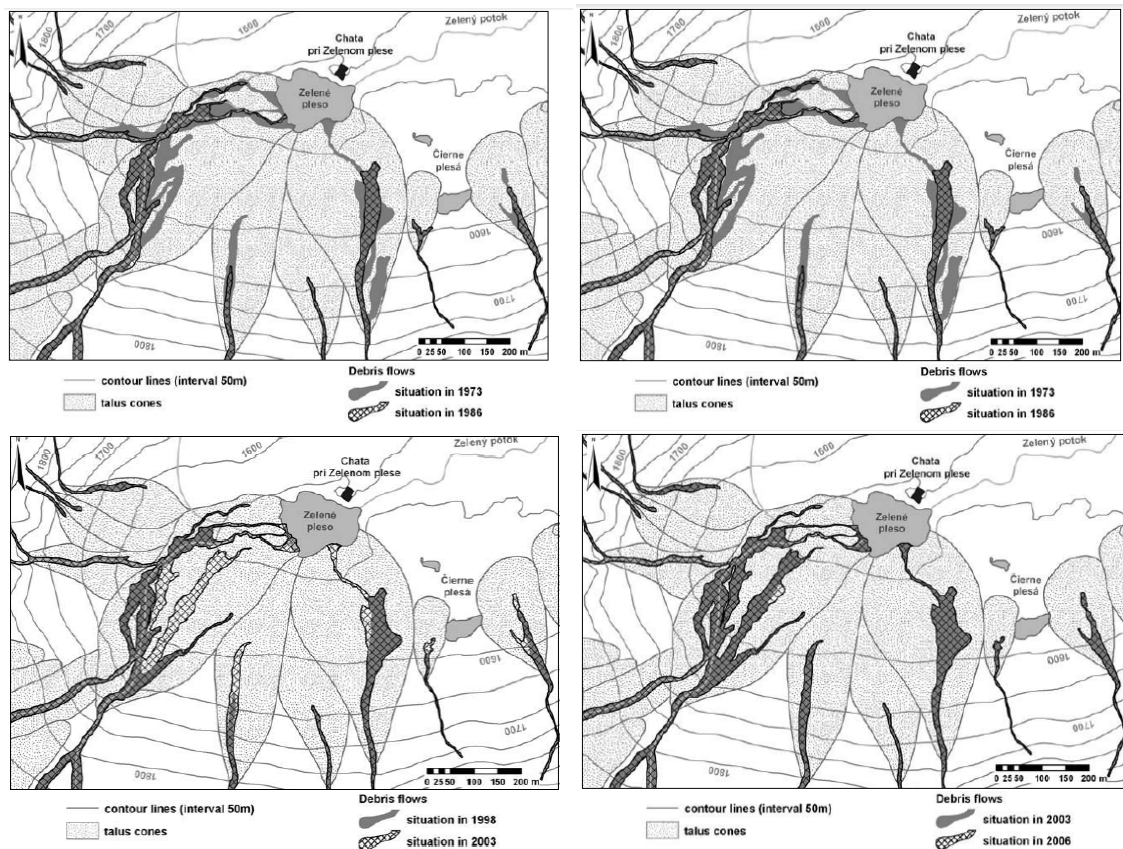 1800
1700
1600
Zelený potok
Chata
pri Zelenom plese
Zelené
pleso
Čierne
plesá
1600
1700
1800
0 25 50 100 150 200 m
contour lines (interval 50m)
talus cones
Debris flows
situation in 1973
situation in 1986
1800
1700
1600
Zelený potok
Chata
pri Zelenom plese
Zelené
pleso
Čierne
plesá
1600
1700
1800
0 25 50 100 150 200 m
contour lines (interval 50m)
talus cones
Debris flows
situation in 1973
situation in 1986
N
1800
1700
1600
Zelený potok
Chata
pri Zelenom plese
Zelené
pleso
Čierne
plesá
1600
1700
1800
0 25 50 100 150 200 m
contour lines (interval 50m)
talus cones
Debris flows
situation in 1998
situation in 2003
N
1800
1700
1600
Zelený potok
Chata
pri Zelenom plese
Zelené
pleso
Čierne
plesá
1600
1700
1800
0 25 50 100 150 200 m
contour lines (interval 50m)
talus cones
Debris flows
situation in 2003
situation in 2006